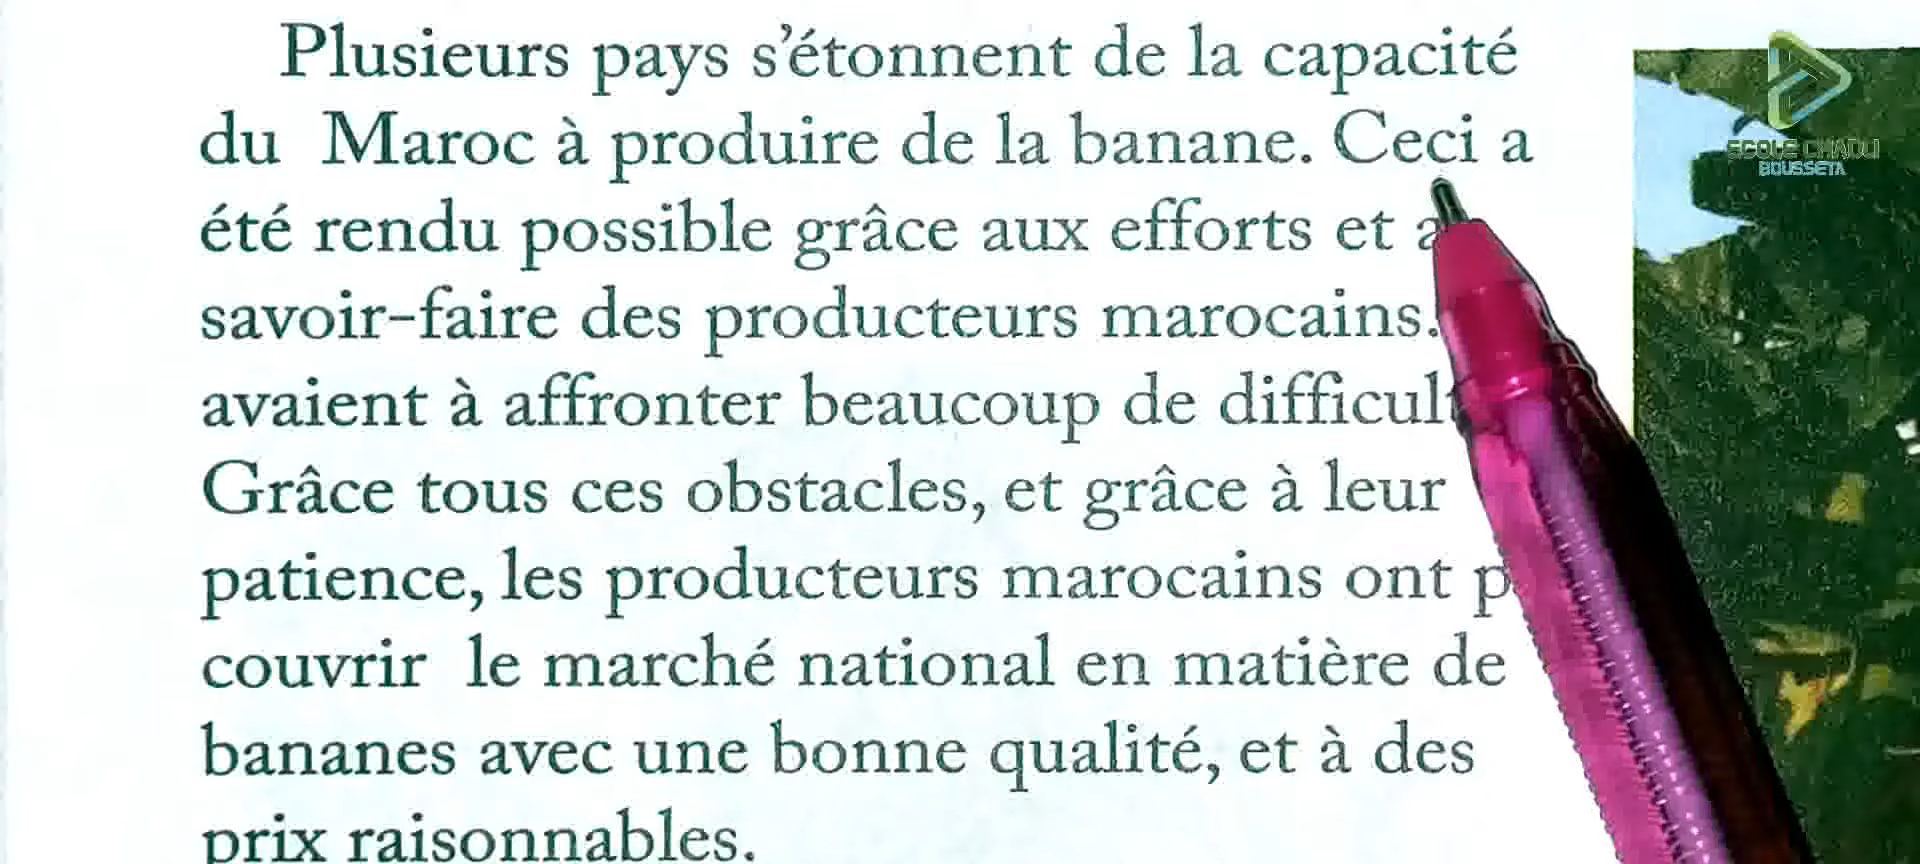 Plusieurs pays s'étonnent de la capacité
du Maroc à produire de la banane. Ceci a
été rendu possible grâce aux efforts et
savoir-faire des producteurs marocains.
avaient à affronter beaucoup de
Grâce tous ces obstacles, et grâce à leur
patience, les producteurs marocains ont
couvrir le marché national en matière de
bananes avec une bonne qualité, et à des
prix raisonnables.
ECOLE CHADLI
BOUSSETA